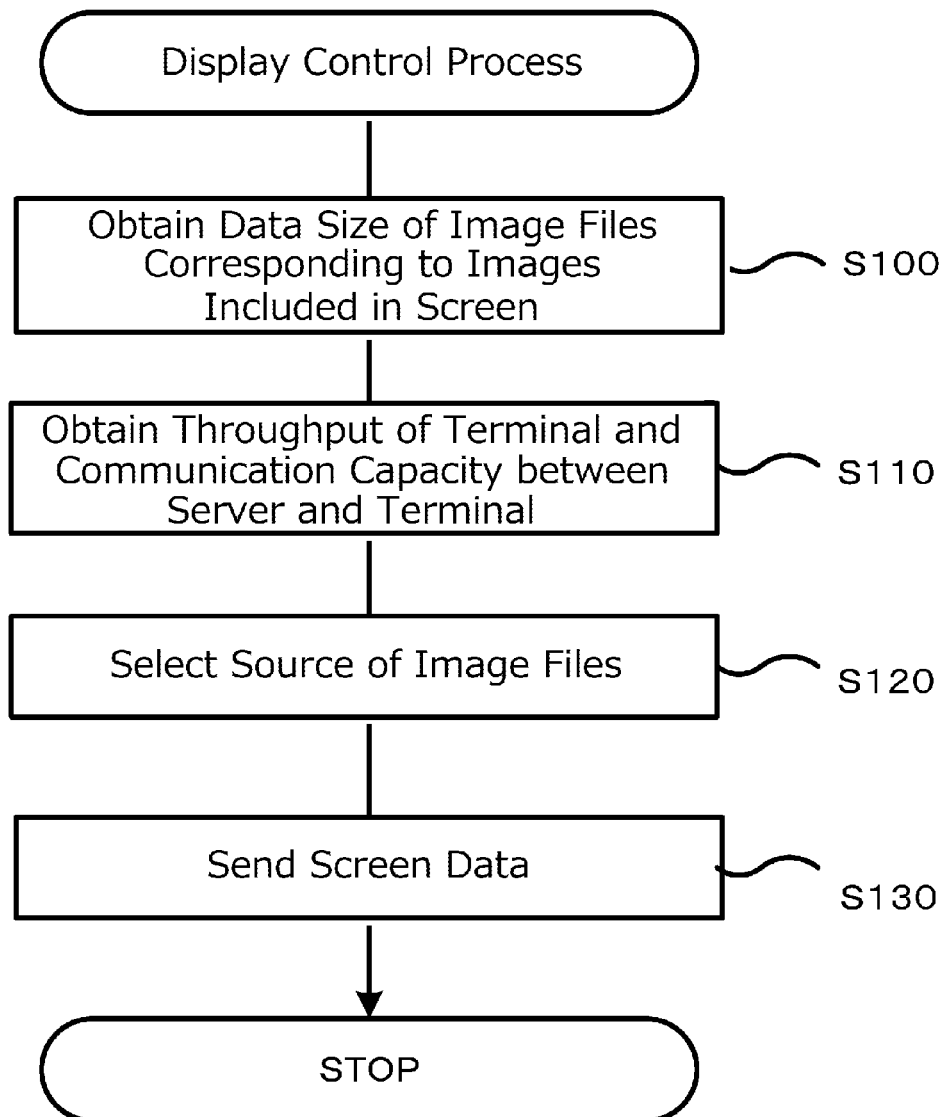 Display Control Process
Obtain Data Size of Image Files
Corresponding to Images
Included in Screen
S100
Obtain Throughput of Terminal and
Communication Capacity between
Server and Terminal
S110
Select Source of Image Files
S120
Send Screen Data
S130
STOP